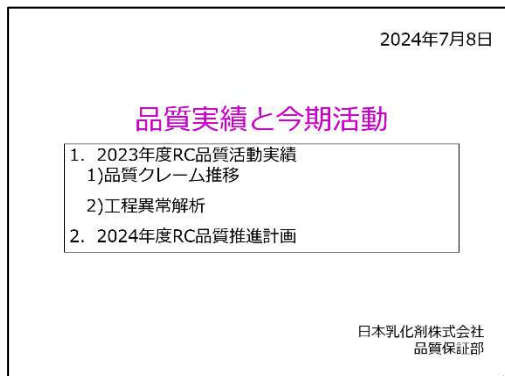 2024年7月8日
品質実績と今期活動
1. 2023年度RC品質活動実績
1)品質クレーム推移
2)工程異常解析
2. 2024年度RC品質推進計画
日本乳化剤株式会社
品質保証部